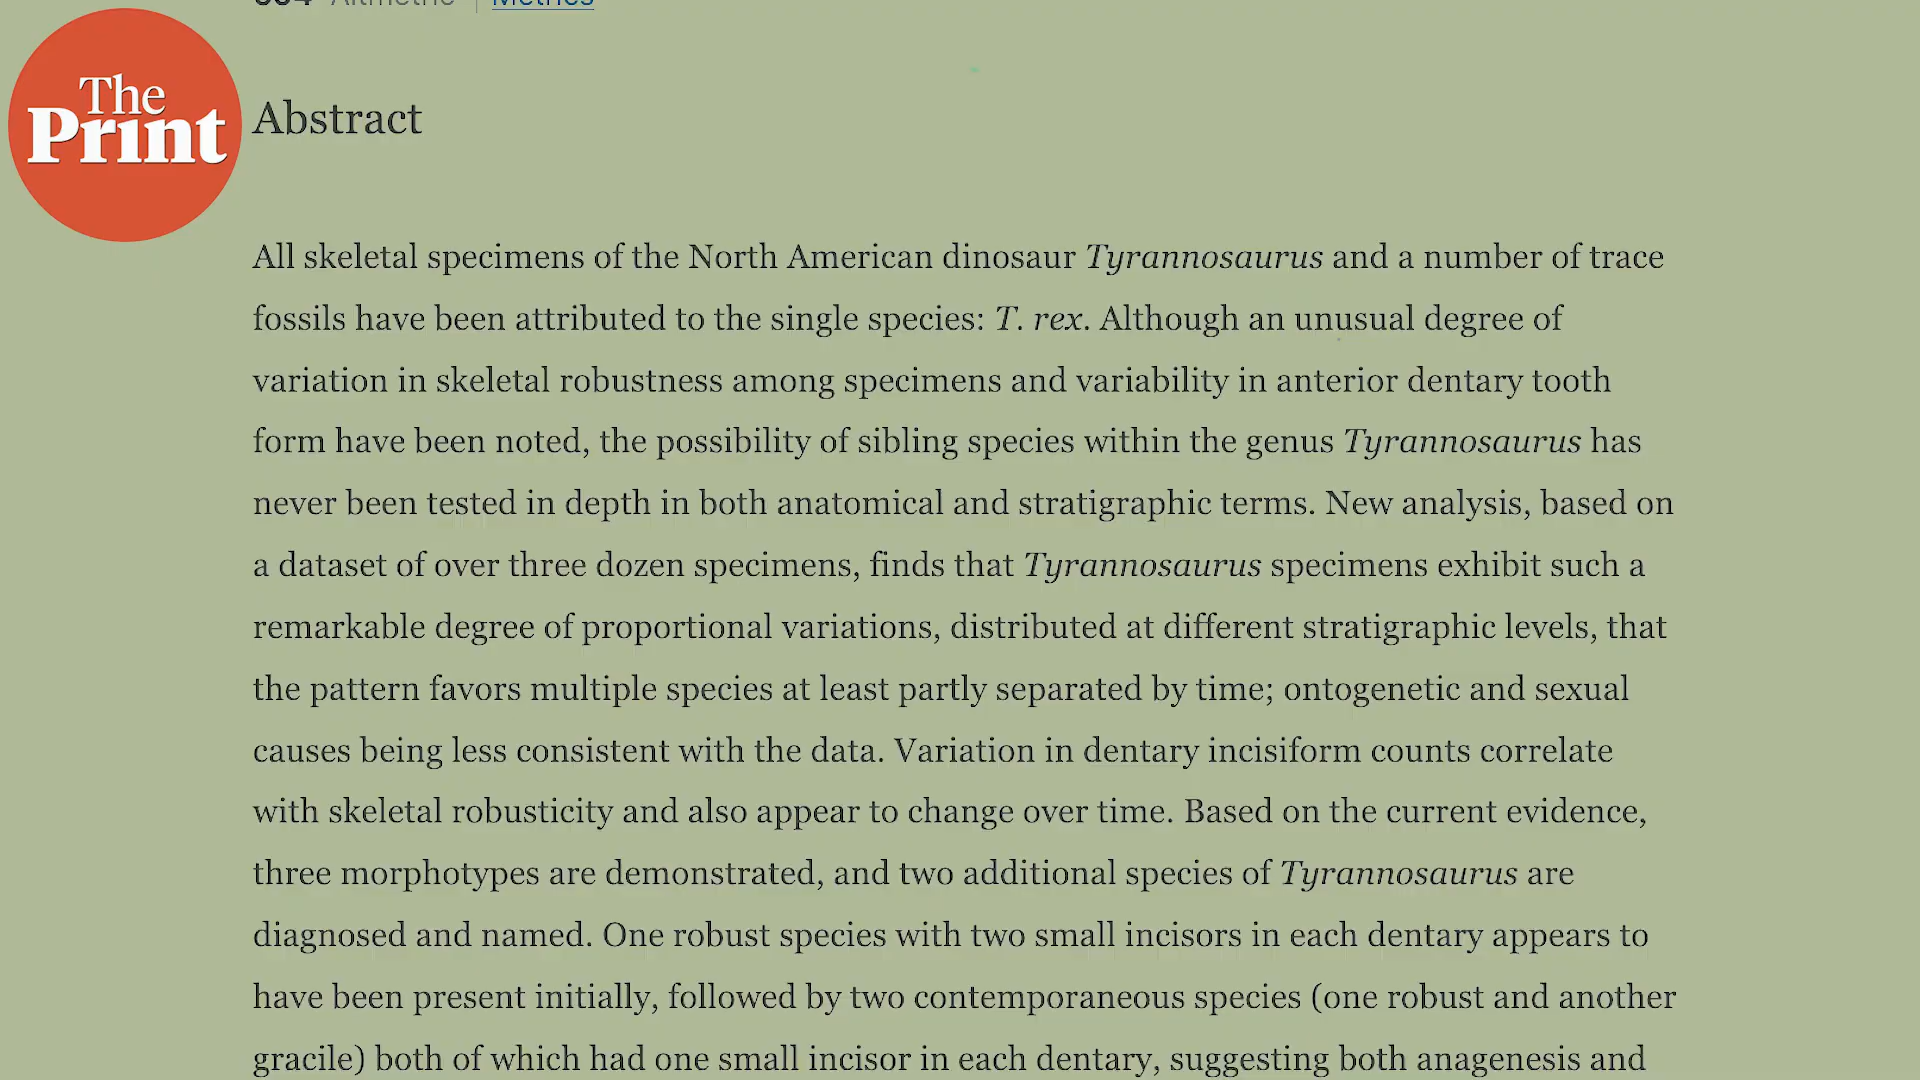 Altmetric Metrics
The
Print
Abstract
All skeletal specimens of the North American dinosaur Tyrannosaurus and a number of trace
fossils have been attributed to the single species: T. rex. Although an unusual degree of
variation in skeletal robustness among specimens and variability in anterior dentary tooth
form have been noted, the possibility of sibling species within the genus Tyrannosaurus has
never been tested in depth in both anatomical and stratigraphic terms. New analysis, based on
a dataset of over three dozen specimens, finds that Tyrannosaurus specimens exhibit such a
remarkable degree of proportional variations, distributed at different stratigraphic levels, that
the pattern favors multiple species at least partly separated by time; ontogenetic and sexual
causes being less consistent with the data. Variation in dentary incisiform counts correlate
with skeletal robusticity and also appear to change over time. Based on the current evidence,
three morphotypes are demonstrated, and two additional species of Tyrannosaurus are
diagnosed and named. One robust species with two small incisors in each dentary appears to
have been present initially, followed by two contemporaneous species (one robust and another
gracile) both of which had one small incisor in each dentary, suggesting both anagenesis and